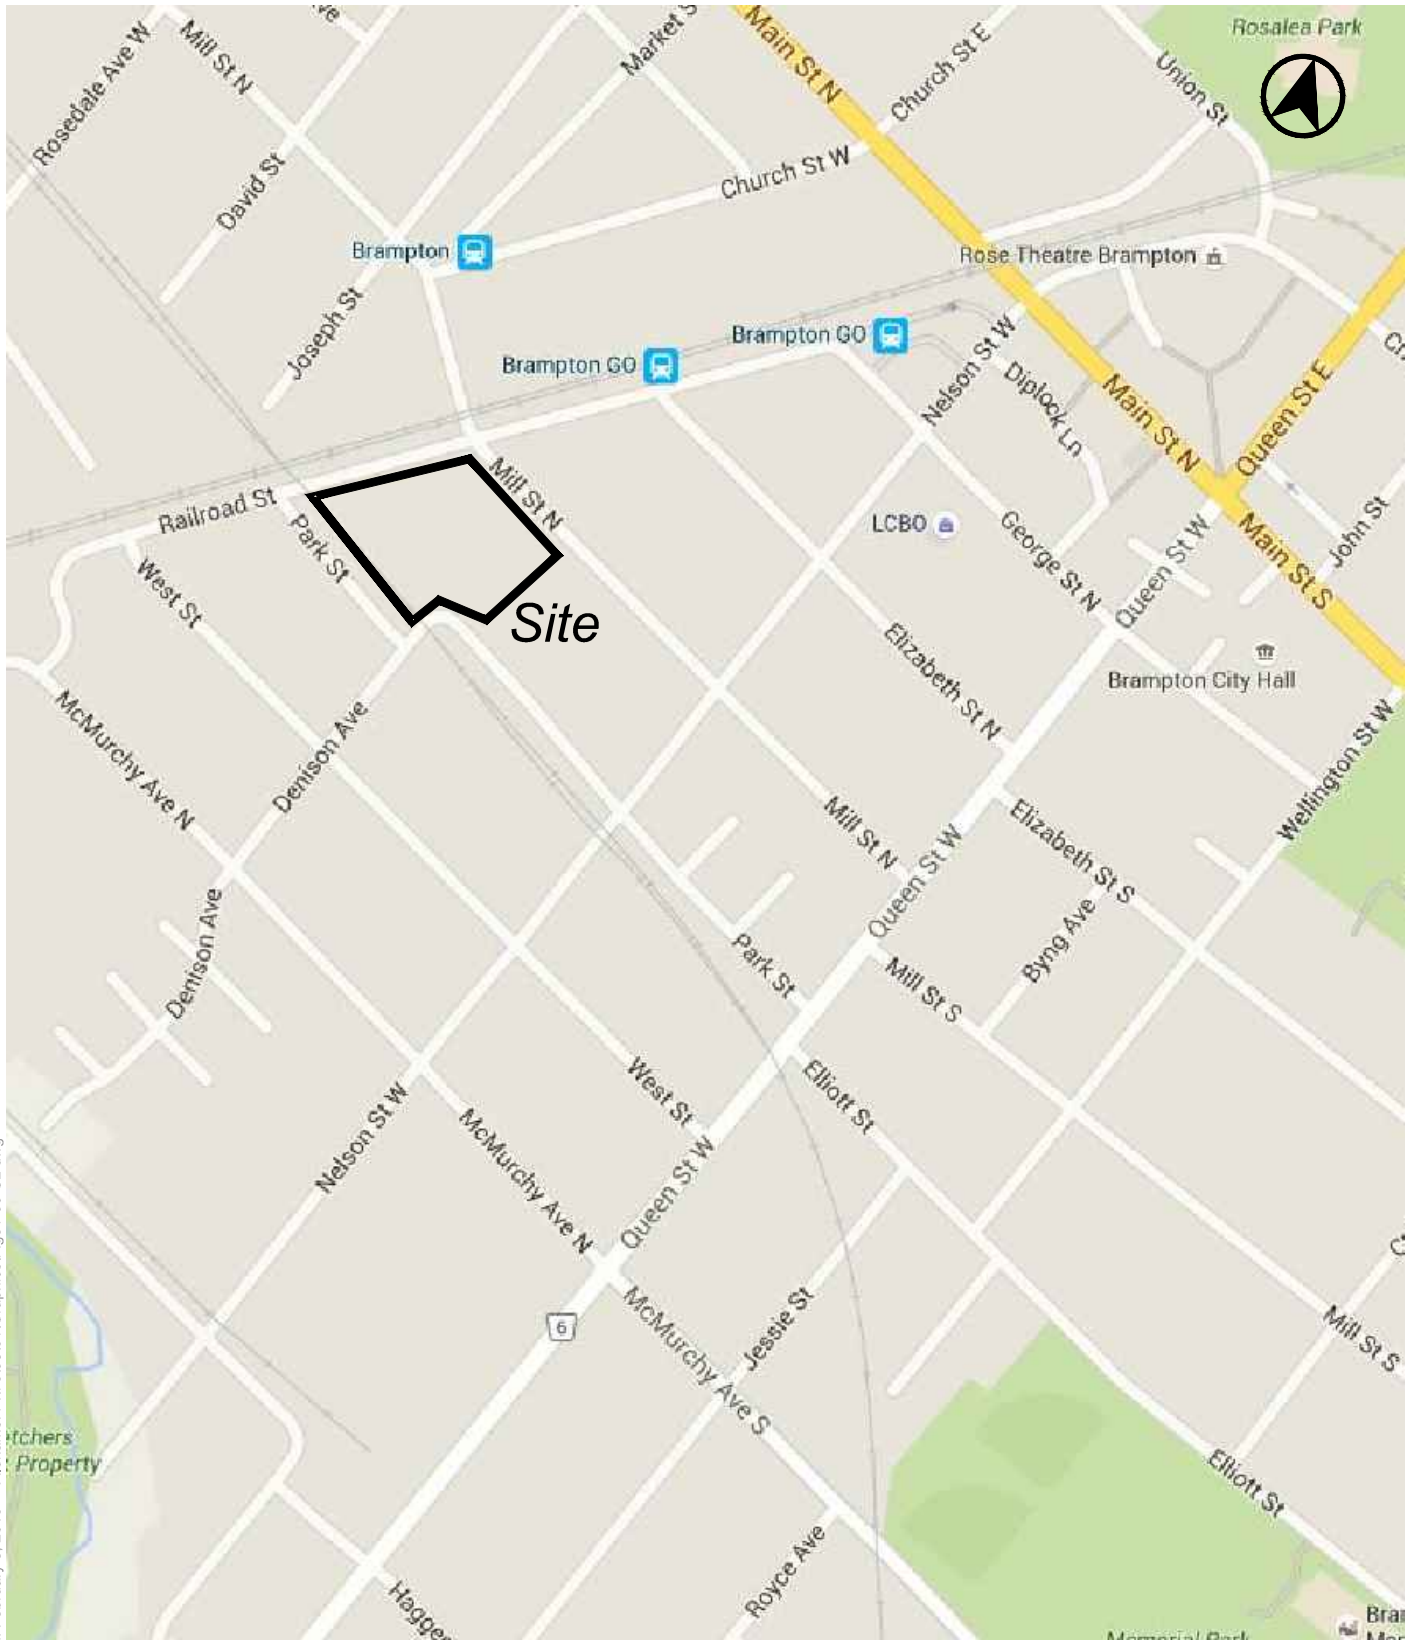 Rosalea Park
Main St N
Mill St N
Market S
Church St E
Union St
Rosedale Ave W
David St
Church St W
Brampton
Rose Theatre Brampton
Joseph St
Brampton GO
Brampton GO
Nelson St W
Diplock Ln
Main St N
Queen St E
Railroad St
Mill St N
Park St
LCBO
George St N
Queen St W
Main St S
John St
West St
Site
Elizabeth St N
Brampton City Hall
McMurchy Ave N
Denison Ave
Wellington St W
Mill St N
Queen St W
Elizabeth St S
Denison Ave
Park St
Byng Ave
Mill St S
West St
Elliott St
Nelson St W
McMurchy Ave N
Queen St W
6
McMurchy Ave S
Jessie St
Mill St S
etchers
Property
Elliott St
Royce Ave
Hagge
Memorial Park
Bra